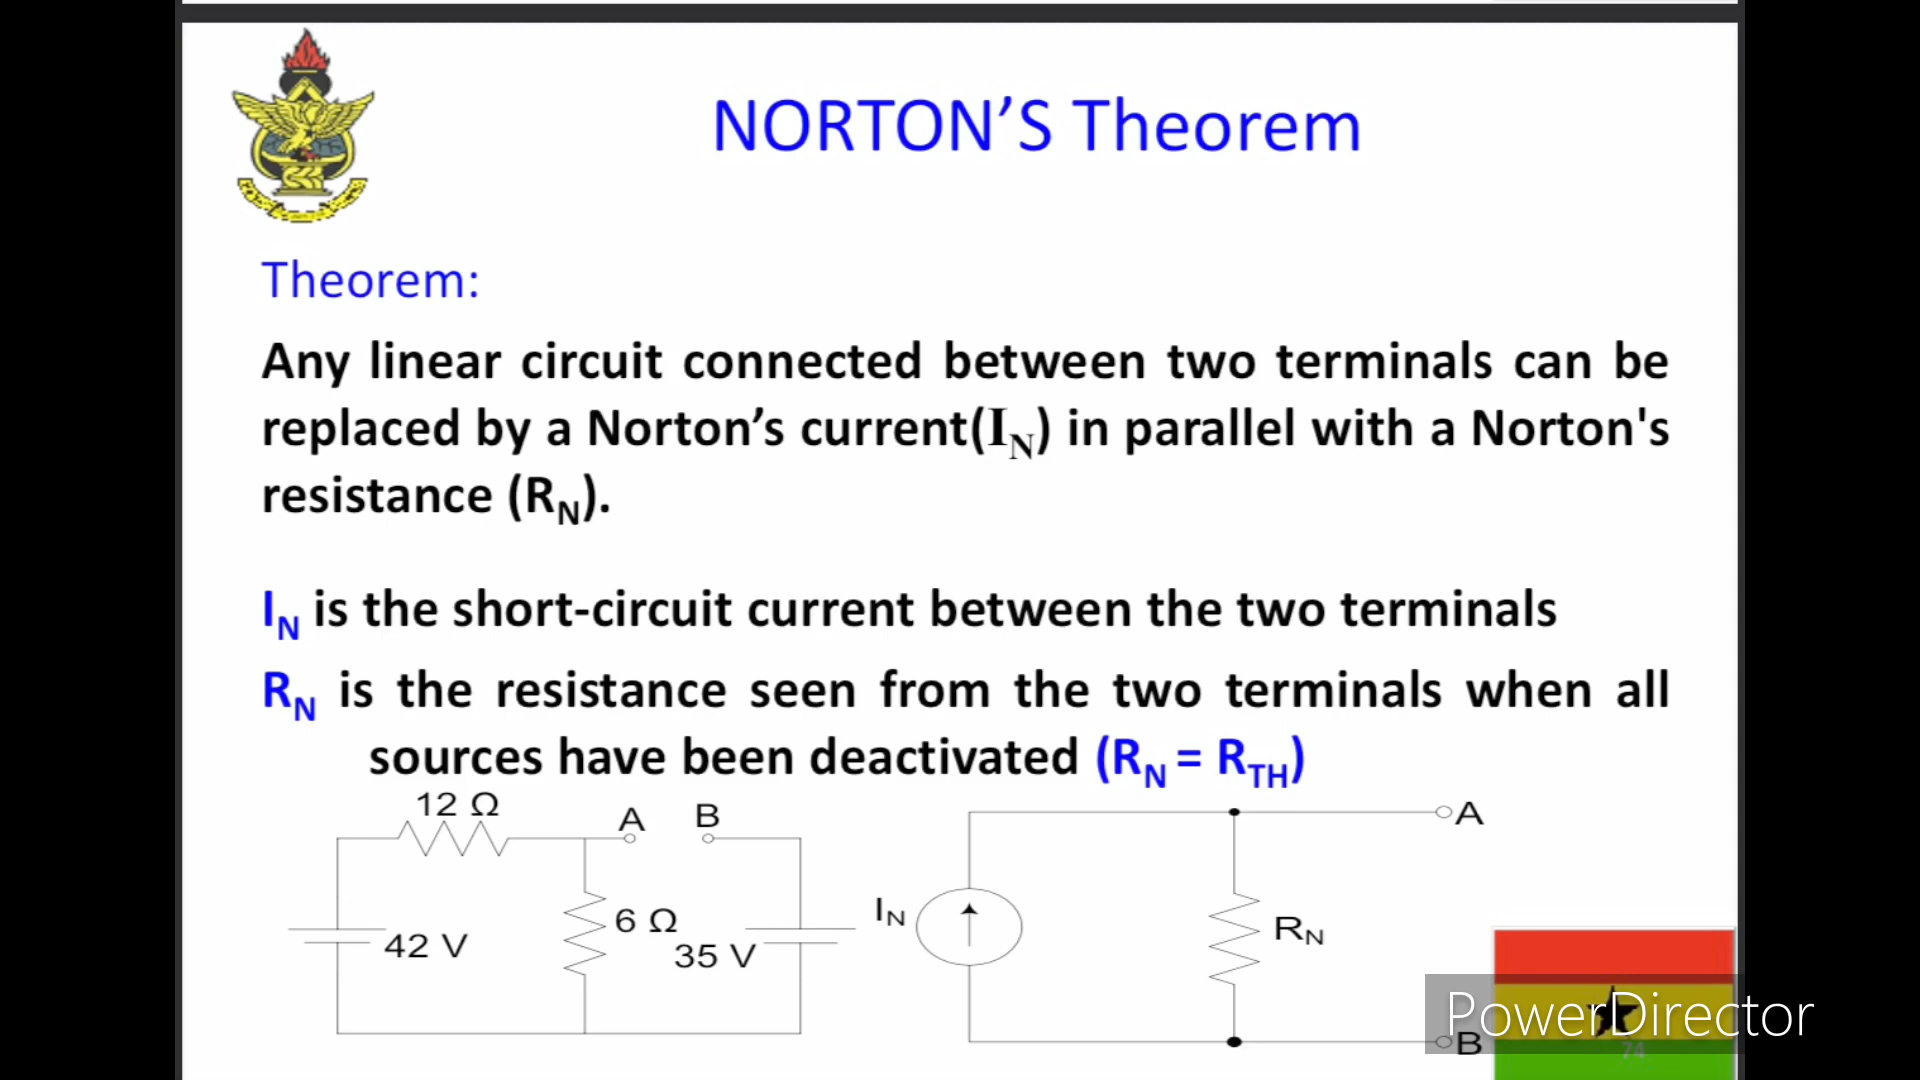 NORTON’S Theorem
Theorem:
Any linear circuit connected between two terminals can be
replaced by a Norton’s current(I_N) in parallel with a Norton's
resistance (R_N).
I_N is the short-circuit current between the two terminals
R_N is the resistance seen from the two terminals when all
sources have been deactivated (R_N = R_TH)
12 Ω
A
B
42 V
6 Ω
35 V
I_N
R_N
A
B
PowerDirector
74